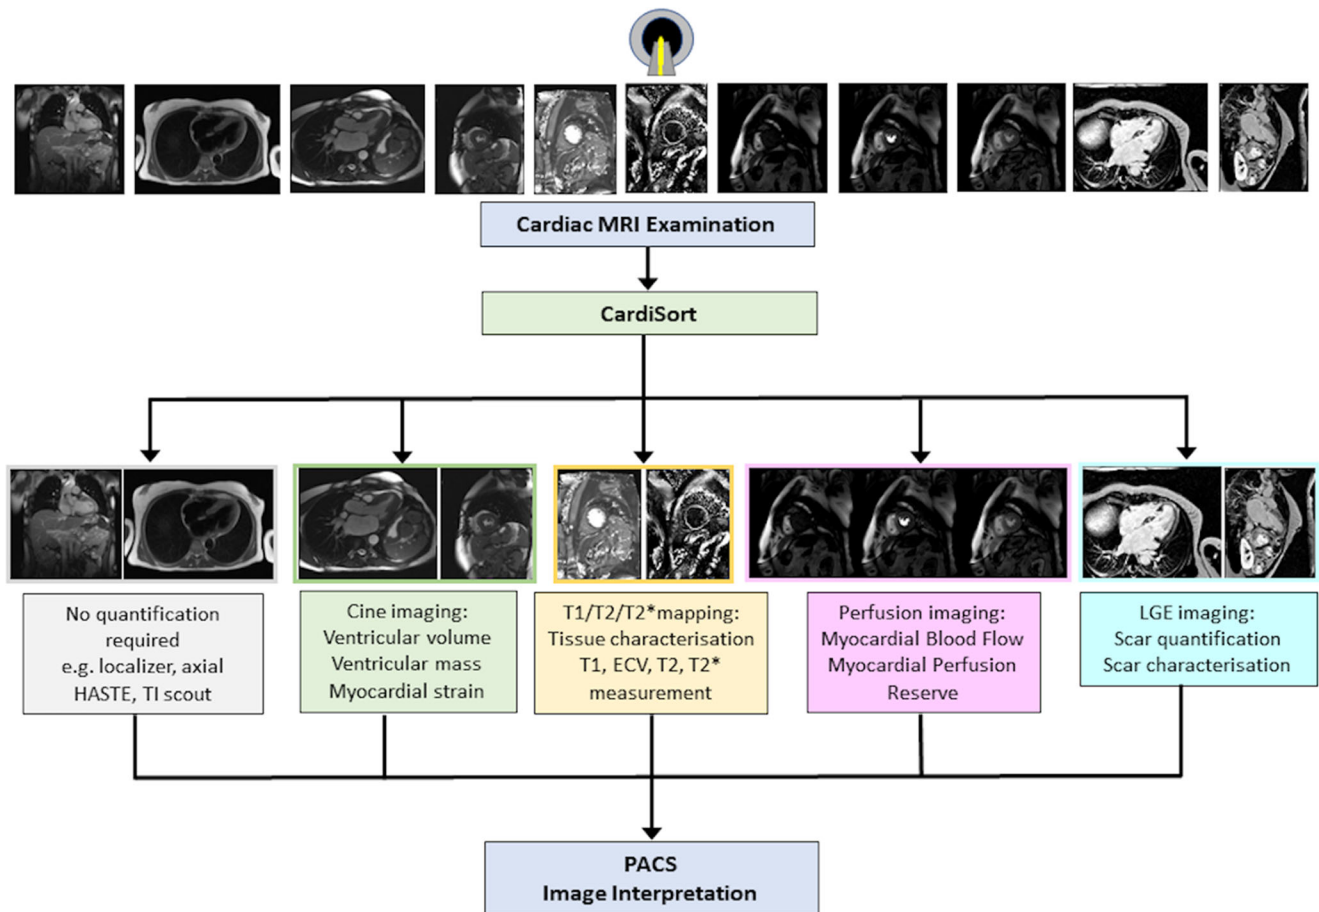 Cardiac MRI Examination
CardiSort
No quantification
required
e.g. localizer, axial
HASTE, TI scout
Cine imaging:
Ventricular volume
Ventricular mass
Myocardial strain
T1/T2/T2* mapping:
Tissue characterisation
T1, ECV, T2, T2*
measurement
Perfusion imaging:
Myocardial Blood Flow
Myocardial Perfusion
Reserve
LGE imaging:
Scar quantification
Scar characterisation
PACS
Image Interpretation